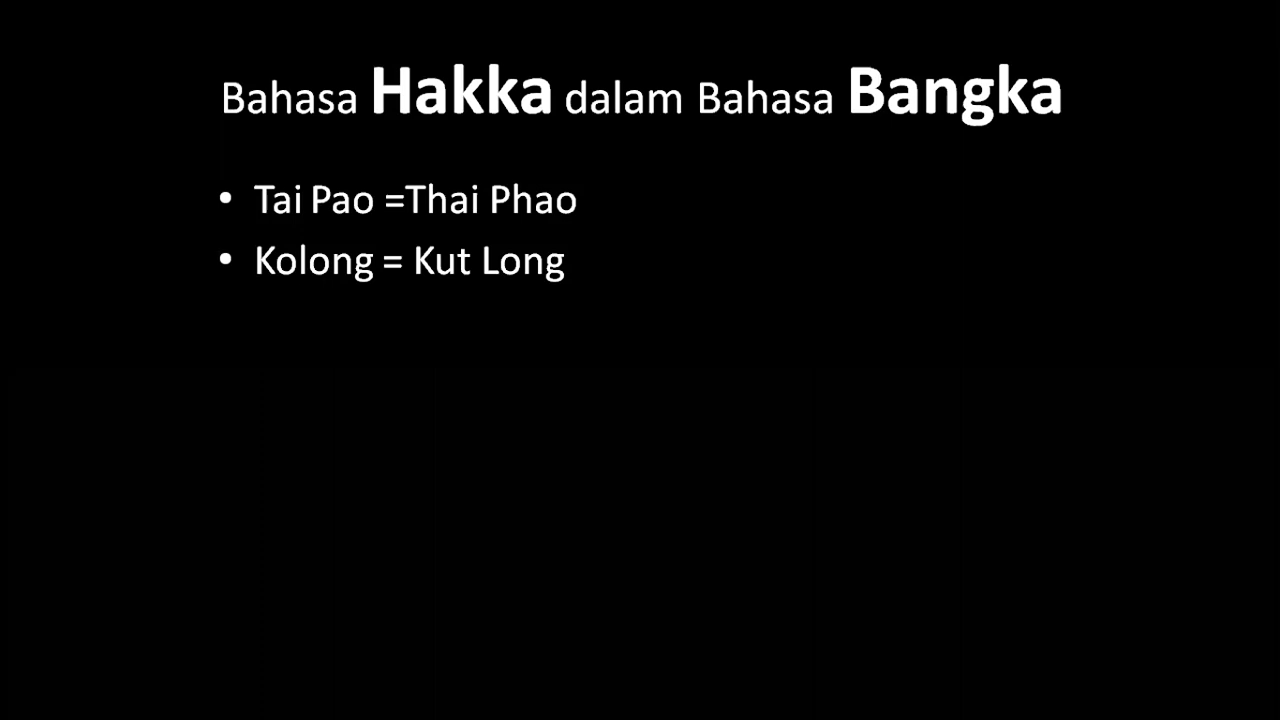 Bahasa Hakka dalam Bahasa Bangka
• Tai Pao =Thai Phao
• Kolong = Kut Long